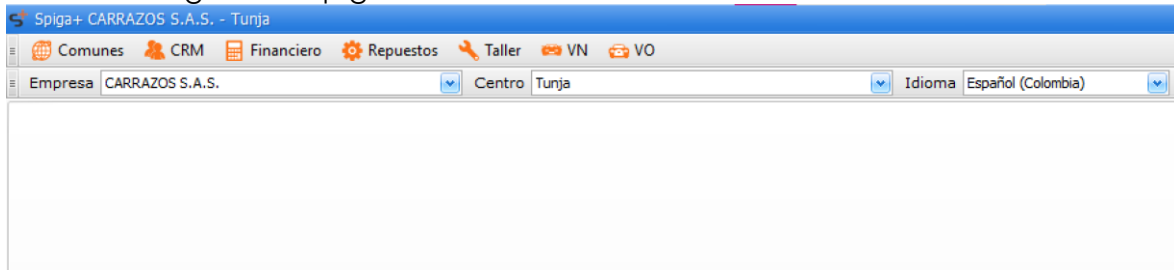 Spiga+ CARRAZOS S.A.S. - Tunja
Comunes CRM Financiero Repuestos Taller VN VO
Empresa CARRAZOS S.A.S. Centro Tunja Idioma Español (Colombia)